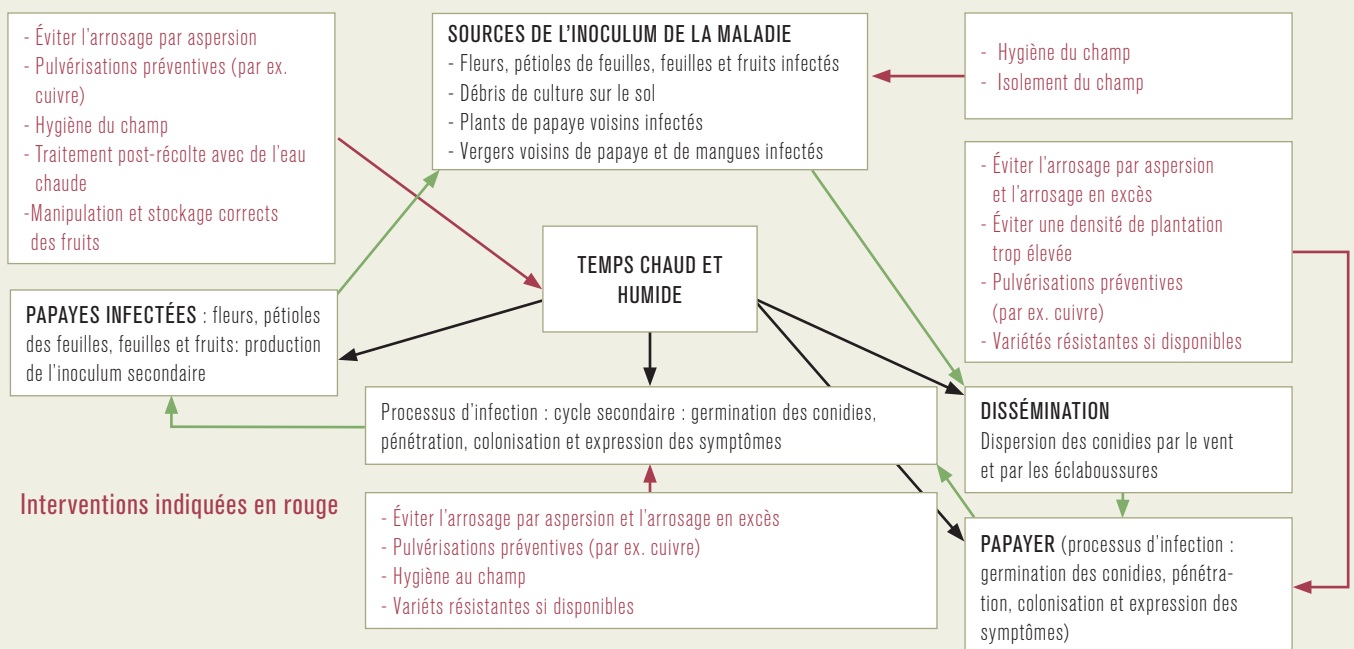 - Éviter l'arrosage par aspersion
- Pulvérisations préventives (par ex.
cuivre)
- Hygiène du champ
- Traitement post-récolte avec de l'eau
chaude
-Manipulation et stockage corrects
des fruits
SOURCES DE L'INOCULUM DE LA MALADIE
- Fleurs, pétioles de feuilles, feuilles et fruits infectés
- Débris de culture sur le sol
- Plants de papaye voisins infectés
- Vergers voisins de papaye et de mangues infectés
- Hygiène du champ
- Isolement du champ
- Éviter l'arrosage par aspersion
et l'arrosage en excès
- Éviter une densité de plantation
trop élevée
- Pulvérisations préventives
(par ex. cuivre)
- Variétés résistantes si disponibles
TEMPS CHAUD ET
HUMIDE
PAPAYES INFECTÉES : fleurs, pétioles
des feuilles, feuilles et fruits: production
de l'inoculum secondaire
Processus d'infection : cycle secondaire : germination des conidies,
pénétration, colonisation et expression des symptômes
DISSÉMINATION
Dispersion des conidies par le vent
et par les éclaboussures
Interventions indiquées en rouge
- Éviter l'arrosage par aspersion et l'arrosage en excès
- Pulvérisations préventives (par ex. cuivre)
- Hygiène au champ
- Variéts résistantes si disponibles
PAPAYER (processus d'infection :
germination des conidies, pénétra-
tion, colonisation et expression des
symptômes)